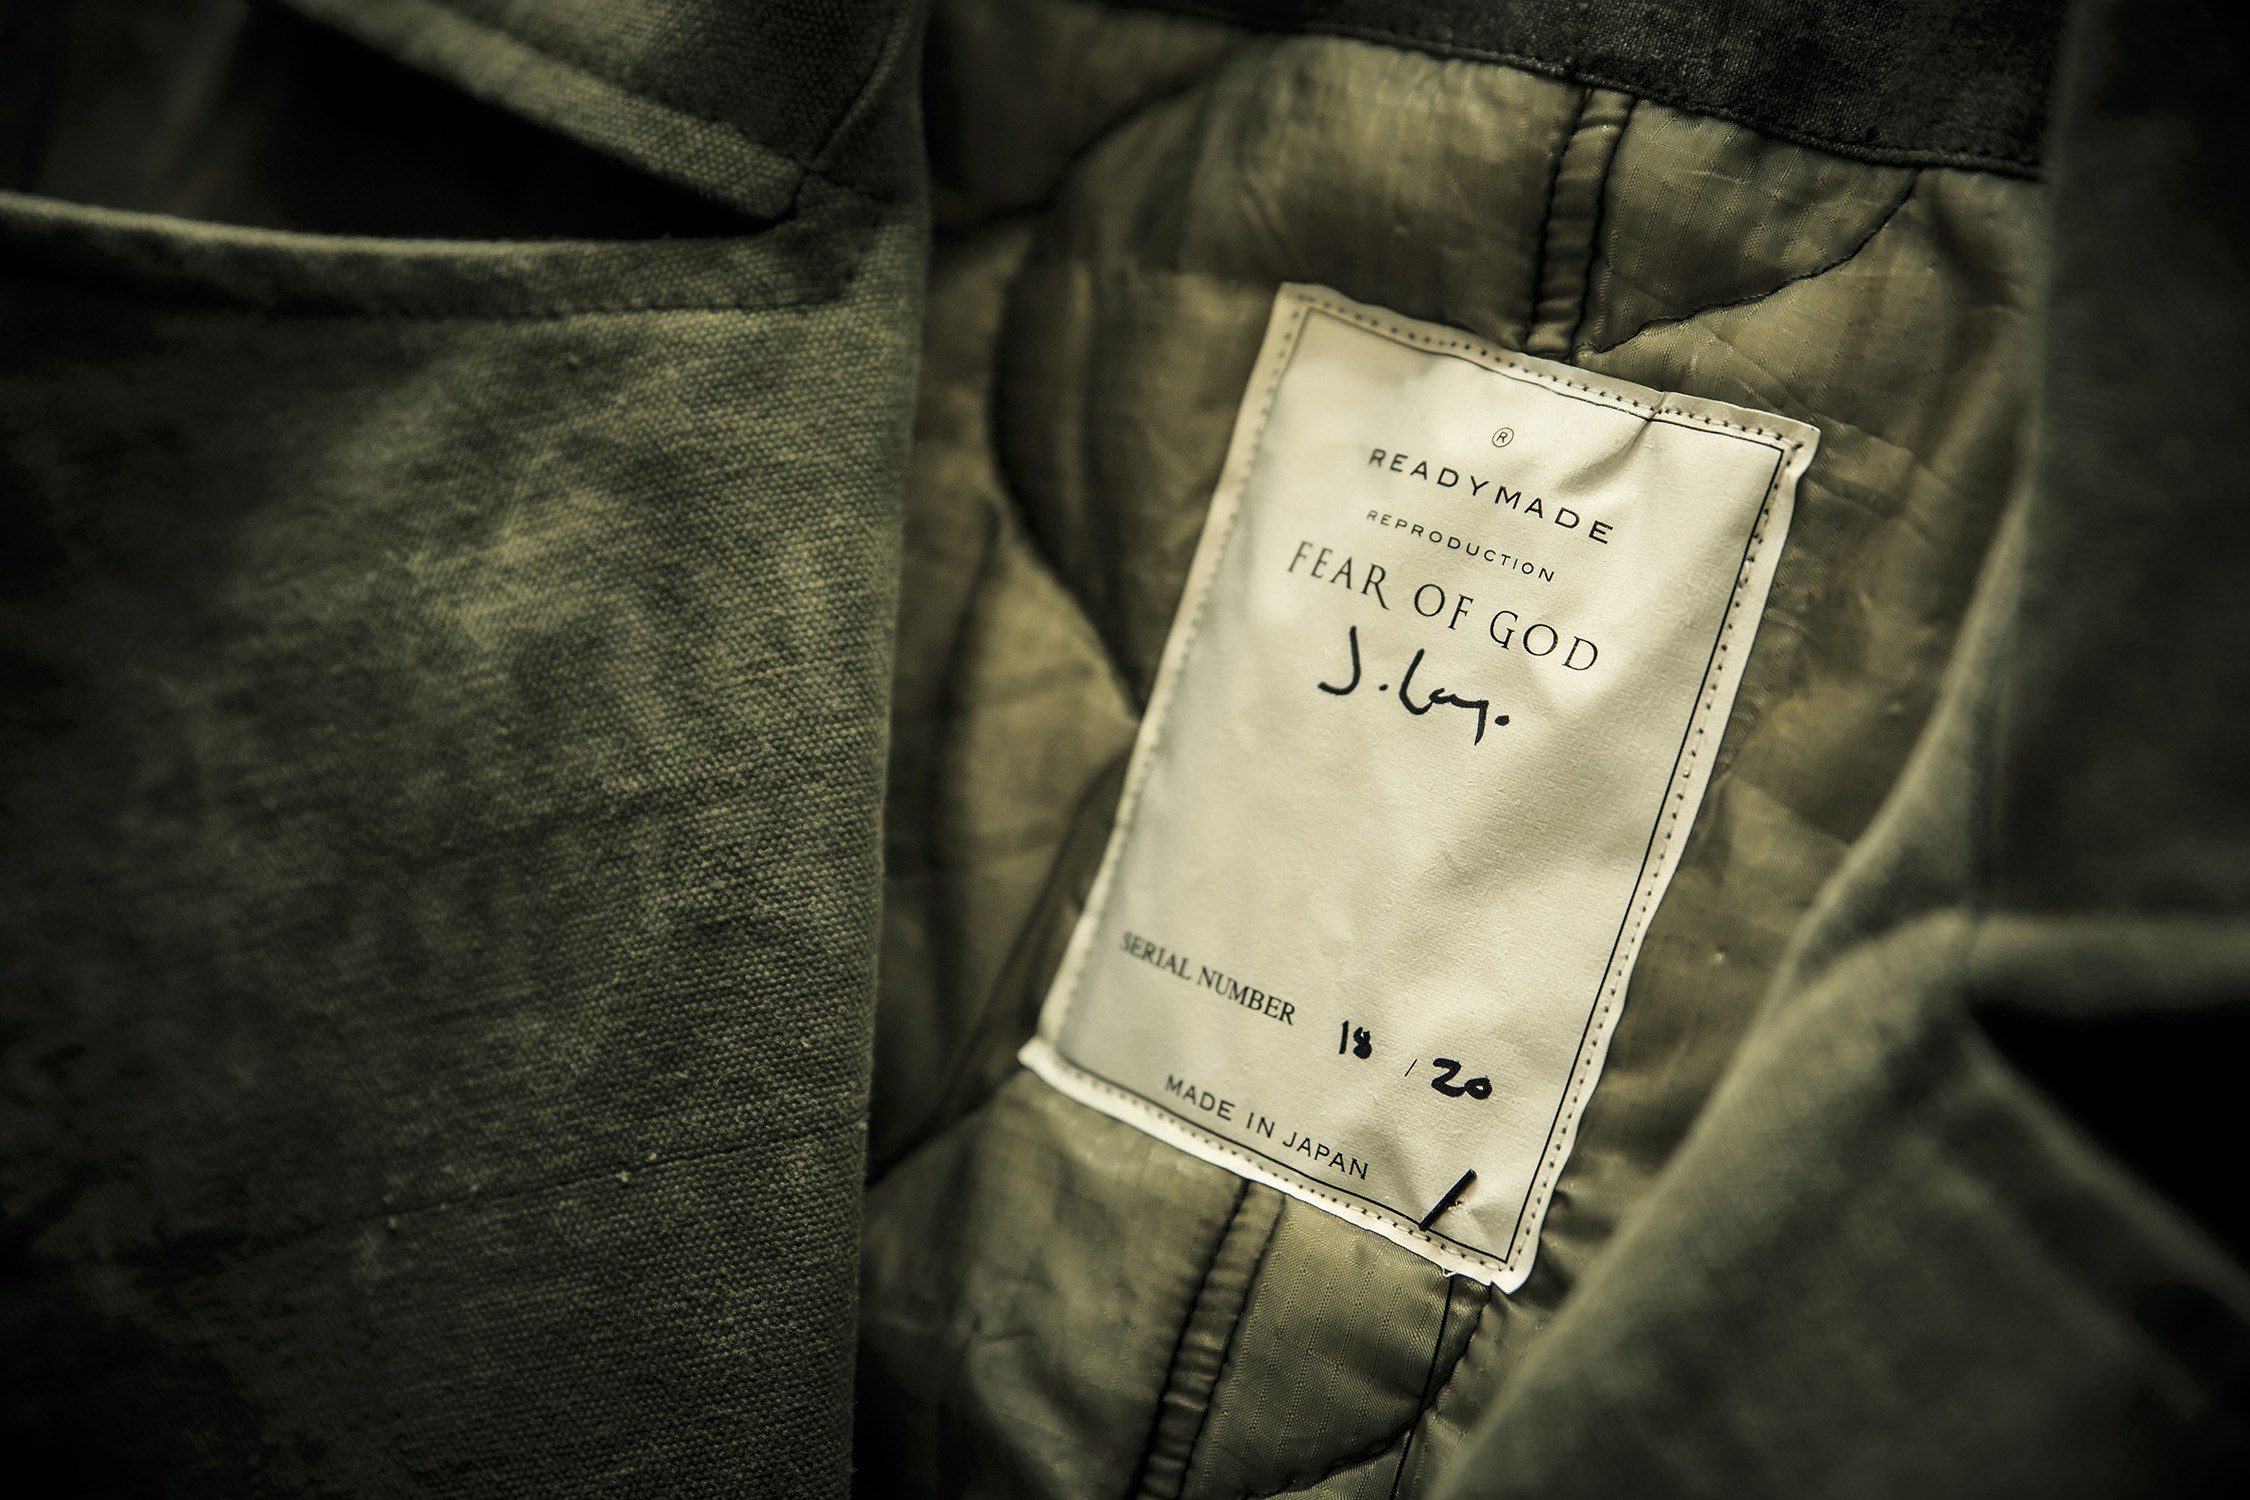 ®
READYMADE
REPRODUCTION
FEAR OF GOD
SERIAL NUMBER 18 / 20
MADE IN JAPAN